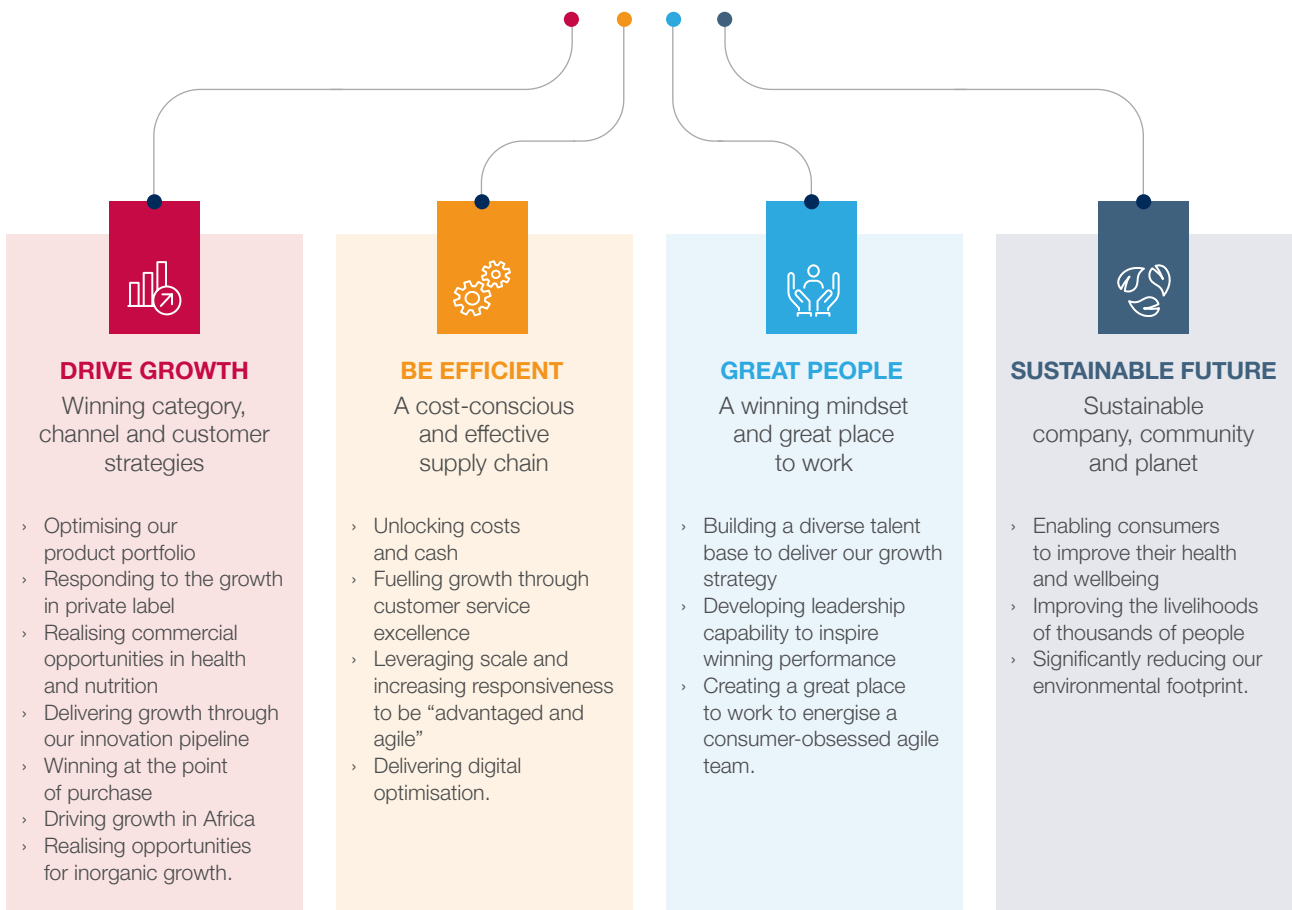 DRIVE GROWTH
Winning category,
channel and customer
strategies
› Optimising our
product portfolio
› Responding to the growth
in private label
› Realising commercial
opportunities in health
and nutrition
› Delivering growth through
our innovation pipeline
› Winning at the point
of purchase
› Driving growth in Africa
› Realising opportunities
for inorganic growth.
BE EFFICIENT
A cost-conscious
and effective
supply chain
› Unlocking costs
and cash
› Fuelling growth through
customer service
excellence
› Leveraging scale and
increasing responsiveness
to be “advantaged and
agile”
› Delivering digital
optimisation.
GREAT PEOPLE
A winning mindset
and great place
to work
› Building a diverse talent
base to deliver our growth
strategy
› Developing leadership
capability to inspire
winning performance
› Creating a great place
to work to energise a
consumer-obsessed agile
team.
SUSTAINABLE FUTURE
Sustainable
company, community
and planet
› Enabling consumers
to improve their health
and wellbeing
› Improving the livelihoods
of thousands of people
› Significantly reducing our
environmental footprint.